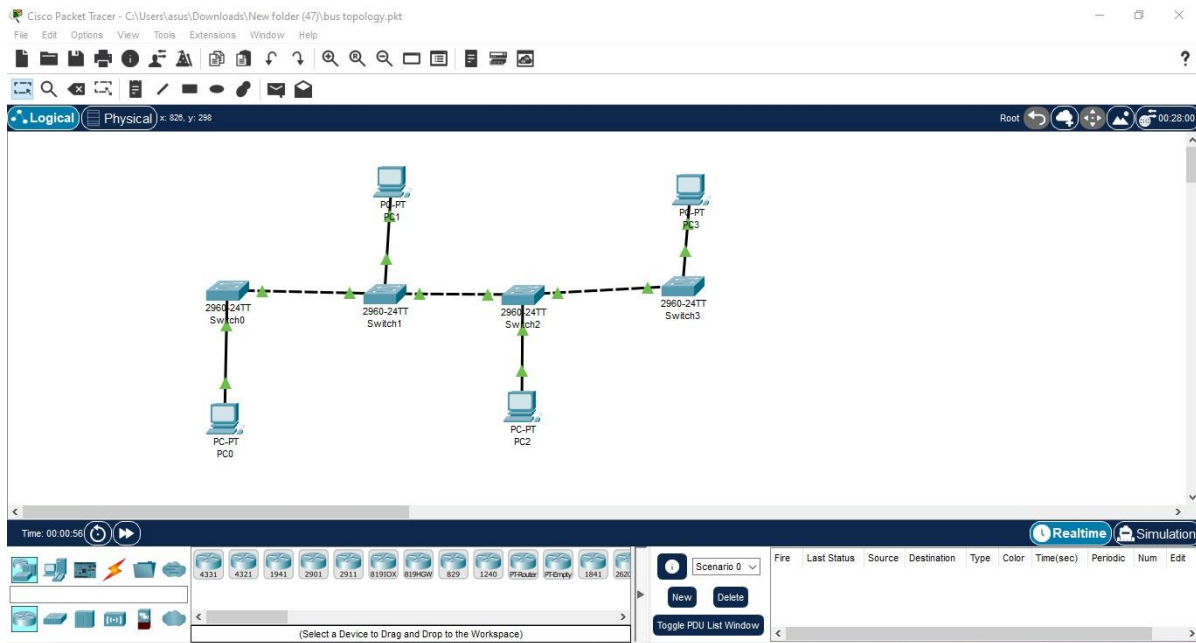 Cisco Packet Tracer - C:\Users\asus\Downloads\New folder (47)\bus topology.pkt
File Edit Options View Tools Extensions Window Help
?
Logical Physical x: 826, y: 298 Root 00:28:00
PC-PT
PC1
PC-PT
PC3
2960-24TT
Switch0
2960-24TT
Switch1
2960-24TT
Switch2
2960-24TT
Switch3
PC-PT
PC0
PC-PT
PC2
Time: 00:00:56 Realtime Simulation
4331 4321 1941 2901 2911 819IOX 819HGW 829 1240 PT-Router PT-Empty 1841 2620
Scenario 0
New Delete
Toggle PDU List Window
Fire Last Status Source Destination Type Color Time(sec) Periodic Num Edit
(Select a Device to Drag and Drop to the Workspace)